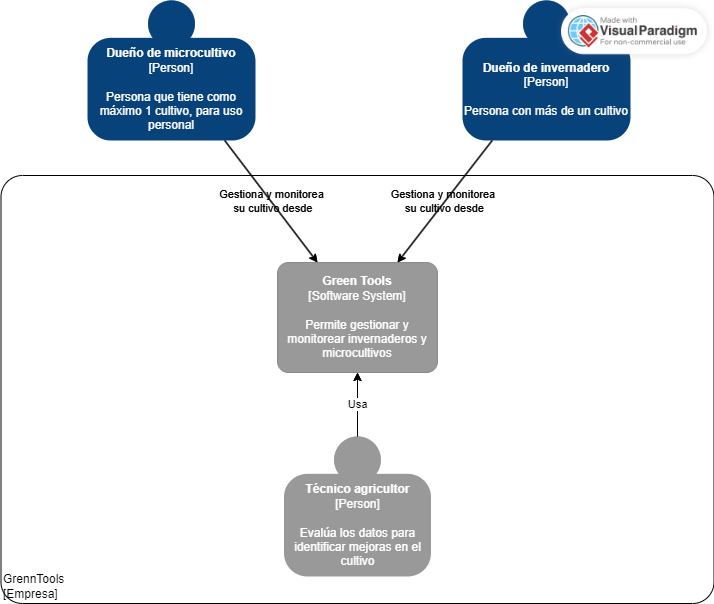 Dueño de microcultivo
[Person]
Persona que tiene como
máximo 1 cultivo, para uso
personal
Made with
VisualParadigm
For non-commercial use
Dueño de invernadero
[Person]
Persona con más de un cultivo
Gestiona y monitorea
su cultivo desde
Gestiona y monitorea
su cultivo desde
Green Tools
[Software System]
Permite gestionar y
monitorear invernaderos y
microcultivos
Usa
Técnico agricultor
[Person]
Evalúa los datos para
identificar mejoras en el
cultivo
GrennTools
[Empresa]